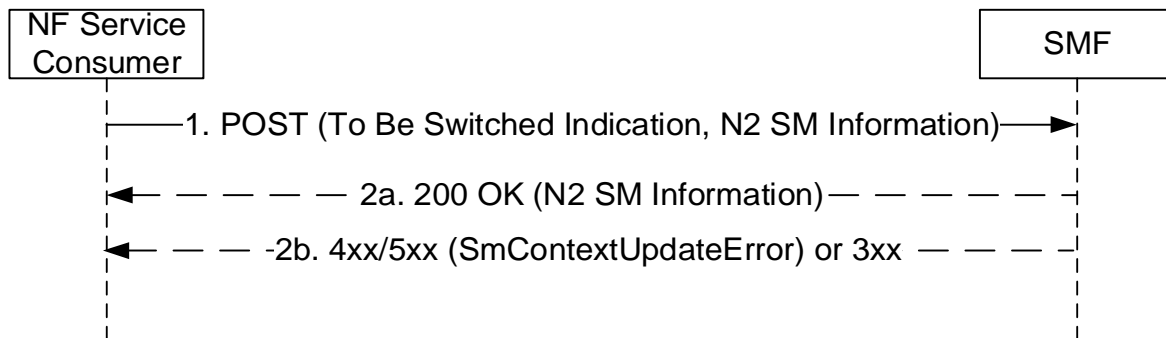 NF Service
Consumer
SMF
1. POST (To Be Switched Indication, N2 SM Information)
2a. 200 OK (N2 SM Information)
2b. 4xx/5xx (SmContextUpdateError) or 3xx